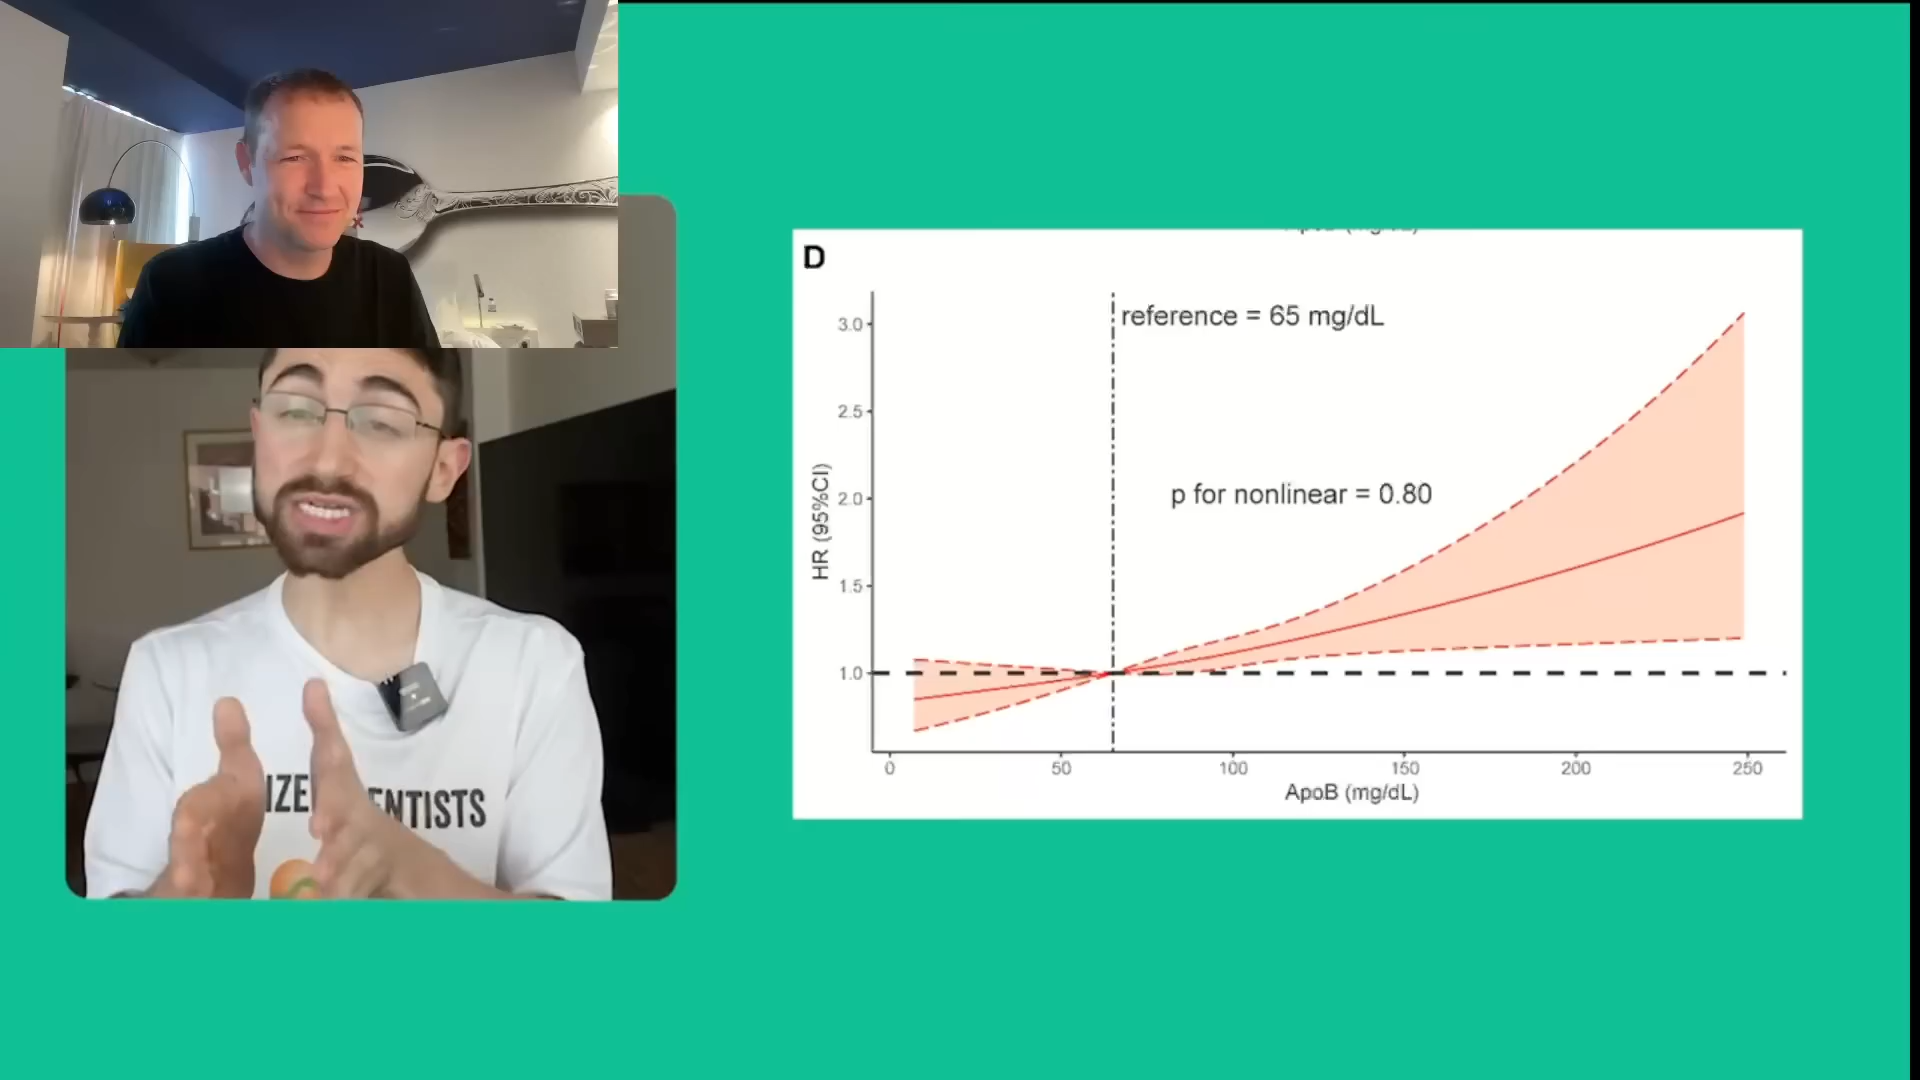 D
reference = 65 mg/dL
p for nonlinear = 0.80
HR (95%CI)
3.0
2.5
2.0
1.5
1.0
0
50
100
150
200
250
ApoB (mg/dL)